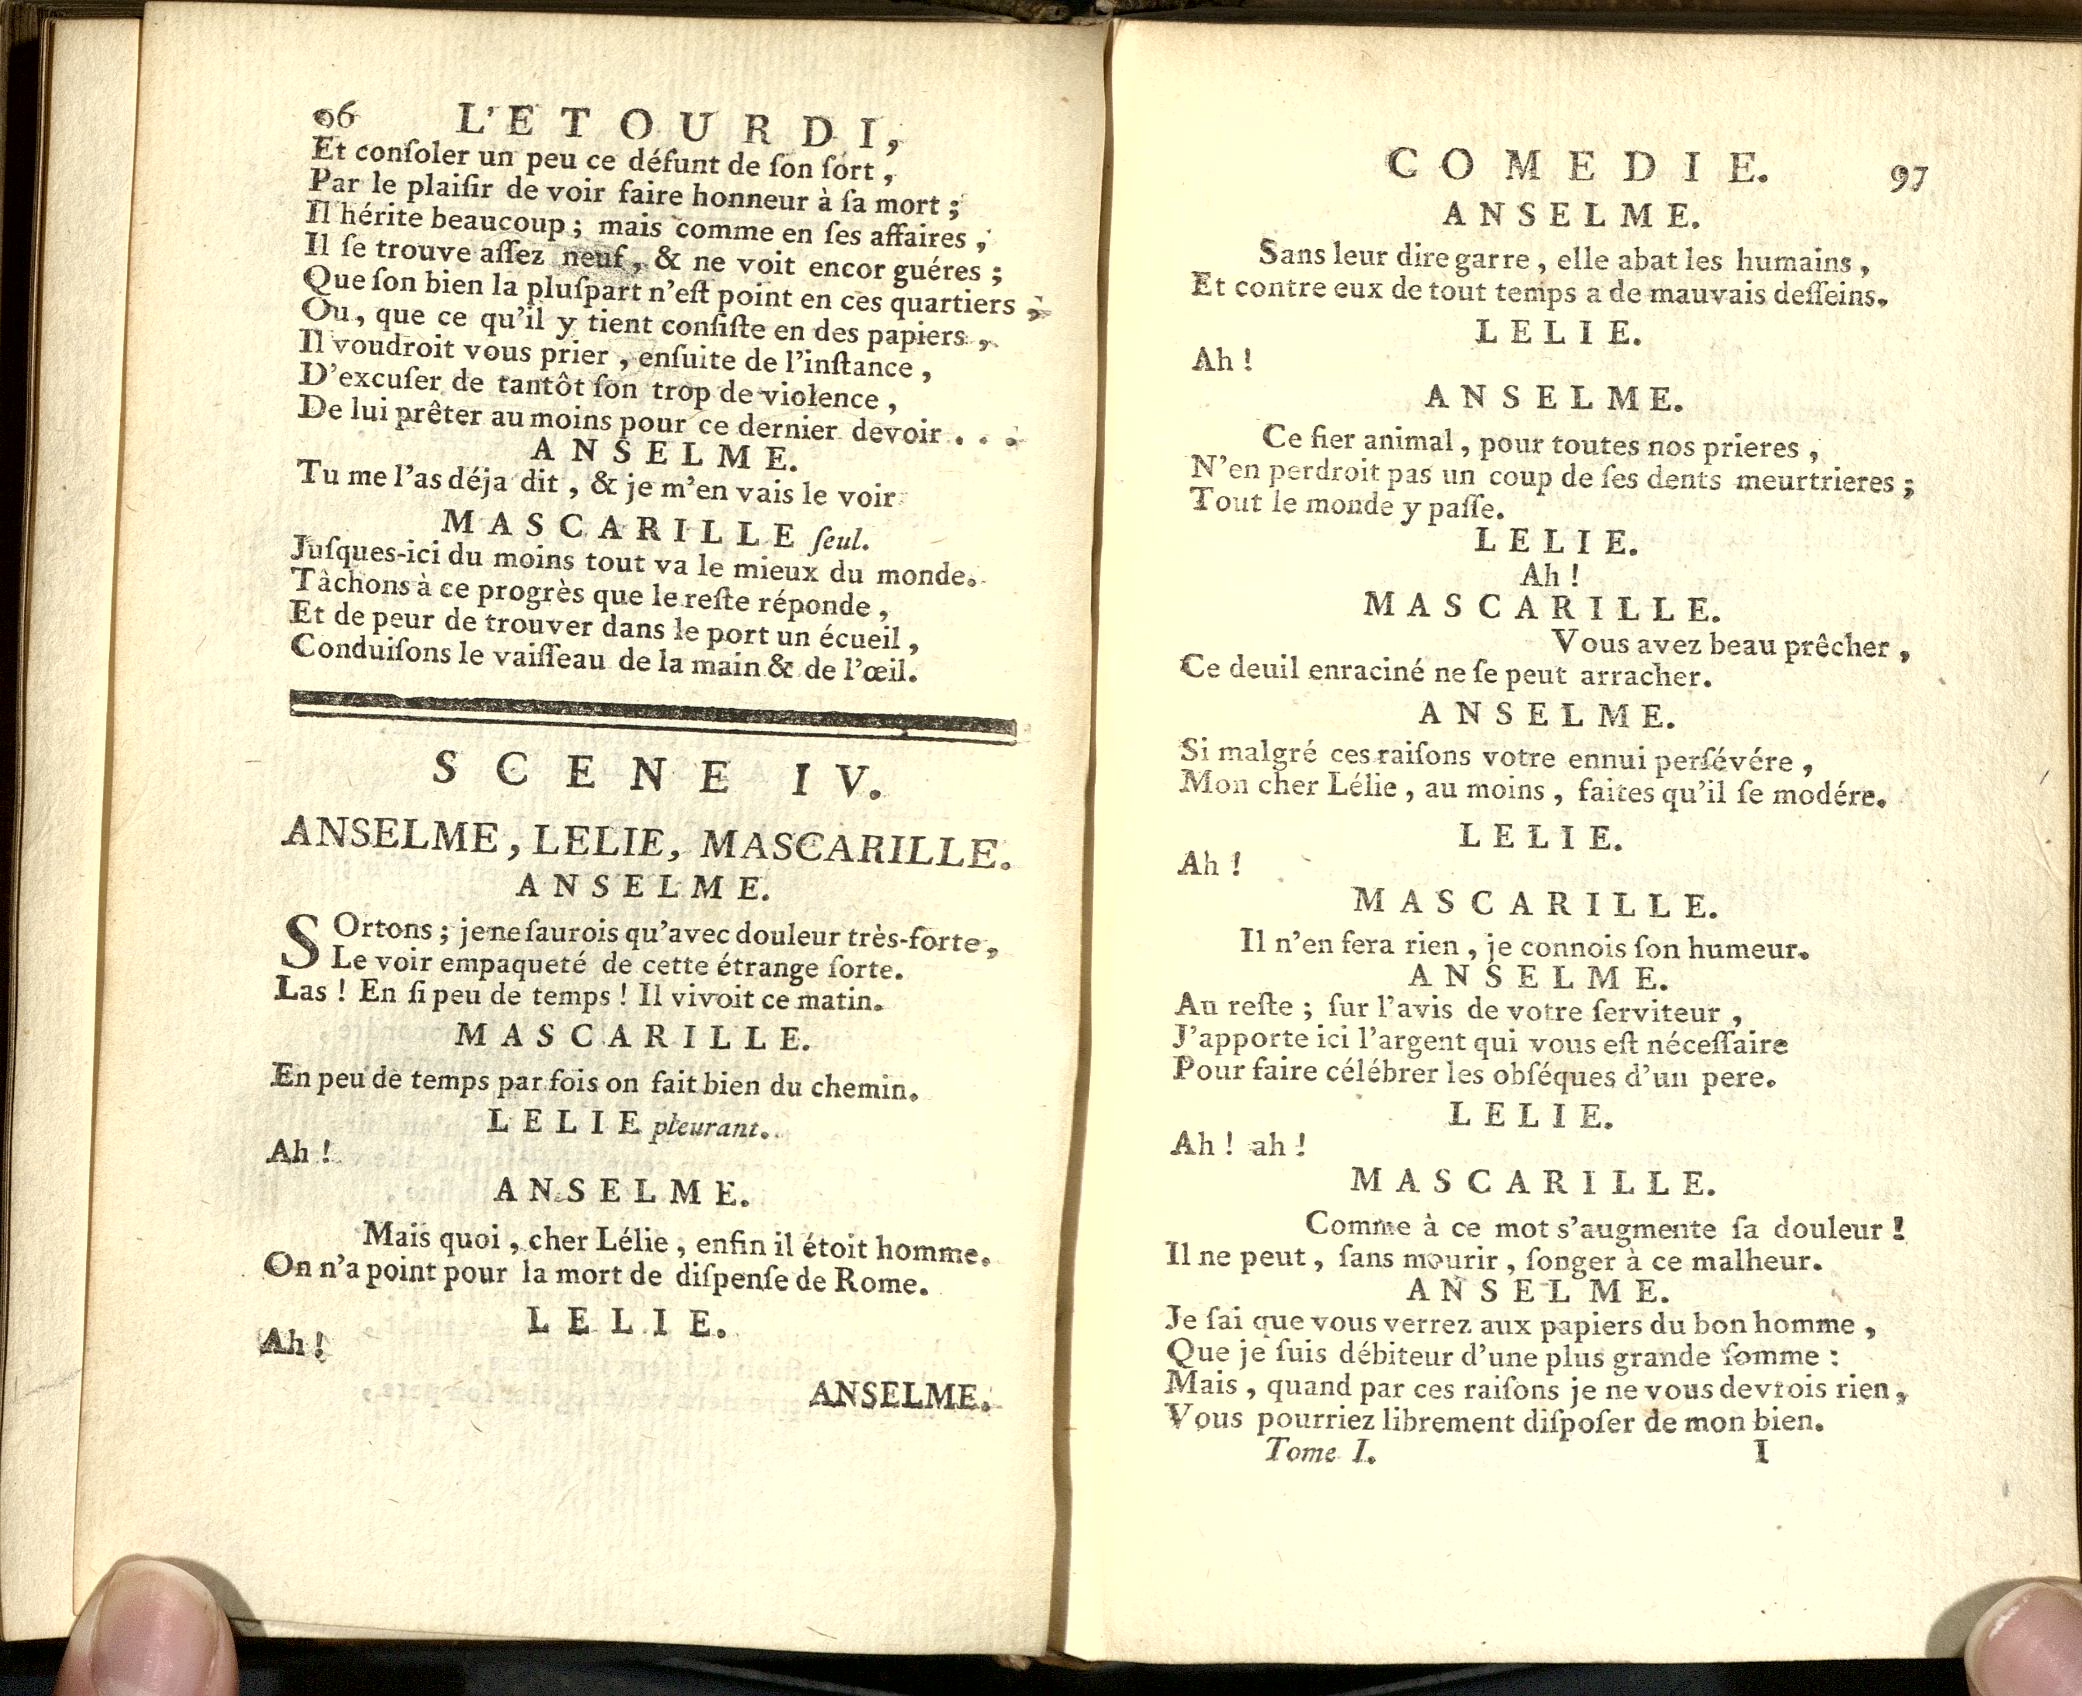 96 L'ETOURDI,
Et conſoler un peu ce défunt de ſon ſort,
Par le plaiſir de voir faire honneur à ſa mort;
Il hérite beaucoup; mais comme en ſes affaires,
Il ſe trouve aſſez neuf, & ne voit encor guéres;
Que ſon bien la pluſpart n'eſt point en ces quartiers,
Ou, que ce qu'il y tient conſiſte en des papiers,
Il voudroit vous prier, enſuite de l'inſtance,
D'excuſer de tantôt ſon trop de violence,
De lui prêter au moins pour ce dernier devoir...
ANSELME.
Tu me l'as déja dit, & je m'en vais le voir
MASCARILLE ſeul.
Juſques-ici du moins tout va le mieux du monde.
Tâchons à ce progrès que le reſte réponde,
Et de peur de trouver dans le port un écueil,
Conduiſons le vaiſſeau de la main & de l'œil.
SCENE IV.
ANSELME, LELIE, MASCARILLE.
ANSELME.
SOrtons; je ne ſaurois qu'avec douleur très-forte,
Le voir empaqueté de cette étrange ſorte.
Las! En ſi peu de temps! Il vivoit ce matin.
MASCARILLE.
En peu de temps par fois on fait bien du chemin.
LELIE pleurant.
Ah!
ANSELME.
Mais quoi, cher Lélie, enfin il étoit homme.
On n'a point pour la mort de diſpenſe de Rome.
LELIE.
Ah!
ANSELME.
COMEDIE. 97
ANSELME.
Sans leur dire garre, elle abat les humains,
Et contre eux de tout temps a de mauvais deſſeins.
LELIE.
Ah!
ANSELME.
Ce fier animal, pour toutes nos prieres,
N'en perdroit pas un coup de ſes dents meurtrieres;
Tout le monde y paſſe.
LELIE.
Ah!
MASCARILLE.
Vous avez beau prêcher,
Ce deuil enraciné ne ſe peut arracher.
ANSELME.
Si malgré ces raiſons votre ennui perſévére,
Mon cher Lélie, au moins, faites qu'il ſe modére.
LELIE.
Ah!
MASCARILLE.
Il n'en fera rien, je connois ſon humeur.
ANSELME.
Au reſte; ſur l'avis de votre ſerviteur,
J'apporte ici l'argent qui vous eſt néceſſaire
Pour faire célébrer les obſéques d'un pere.
LELIE.
Ah! ah!
MASCARILLE.
Comme à ce mot s'augmente ſa douleur!
Il ne peut, ſans mourir, ſonger à ce malheur.
ANSELME.
Je ſai que vous verrez aux papiers du bon homme,
Que je ſuis débiteur d'une plus grande ſomme:
Mais, quand par ces raiſons je ne vous devrois rien,
Vous pourriez librement diſpoſer de mon bien.
Tome I. I